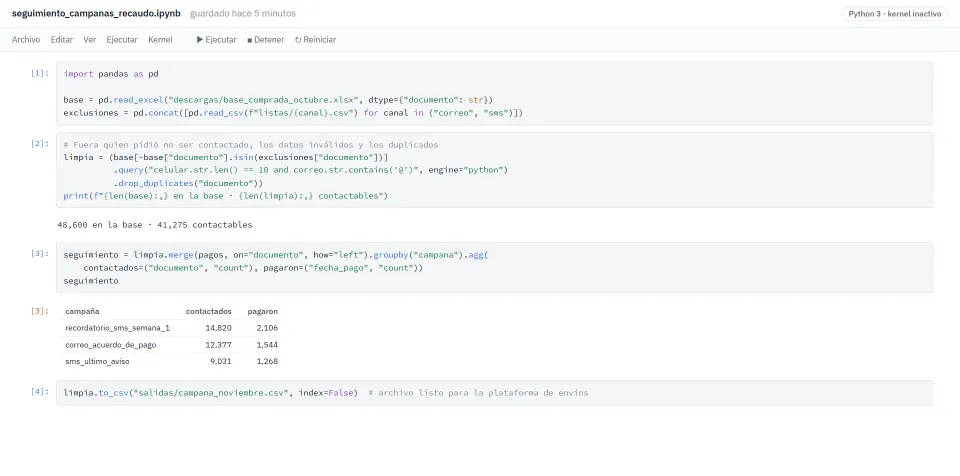 seguimiento_campanas_recaudo.ipynb guardado hace 5 minutos Python 3 · kernel inactivo
Archivo Editar Ver Ejecutar Kernel ▶ Ejecutar ■ Detener ↻ Reiniciar
[1]: import pandas as pd
base = pd.read_excel("descargas/base_comprada_octubre.xlsx", dtype={"documento": str})
exclusiones = pd.concat([pd.read_csv(f"listas/{canal}.csv") for canal in ("correo", "sms")])
[2]: # Fuera quien pidió no ser contactado, los datos inválidos y los duplicados
limpia = (base[~base["documento"].isin(exclusiones["documento"])]
.query("celular.str.len() == 10 and correo.str.contains('@')", engine="python")
.drop_duplicates("documento"))
print(f"{len(base):,} en la base · {len(limpia):,} contactables")
48,600 en la base · 41,275 contactables
[3]: seguimiento = limpia.merge(pagos, on="documento", how="left").groupby("campana").agg(
contactados=("documento", "count"), pagaron=("fecha_pago", "count"))
seguimiento
[3]: campaña contactados pagaron
recordatorio_sms_semana_1 14,820 2,106
correo_acuerdo_de_pago 12,377 1,544
sms_ultimo_aviso 9,031 1,268
[4]: limpia.to_csv("salidas/campana_noviembre.csv", index=False) # archivo listo para la plataforma de envíos